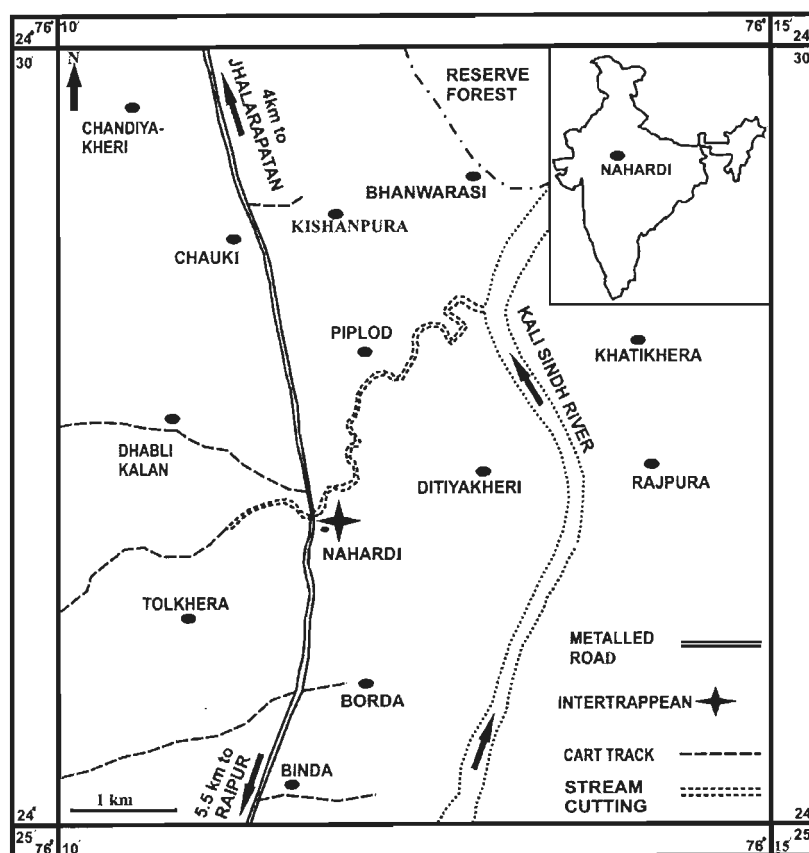 76° 10'
76° 15'
24°
30'
24°
30'
N
4km to
JHALARAPATAN
RESERVE
FOREST
CHANDIYA-
KHERI
NAHARDI
BHANWARASI
KISHANPURA
CHAUKI
KALI SINDH RIVER
PIPLOD
KHATIKHERA
DHABLI
KALAN
DITIYAKHERI
RAJPURA
NAHARDI
TOLKHERA
METALLED
ROAD
BORDA
INTERTRAPPEAN
5.5 km to
RAIPUR
BINDA
CART TRACK
1 km
STREAM
CUTTING
24°
25'
24°
25'
76° 10'
76° 15'